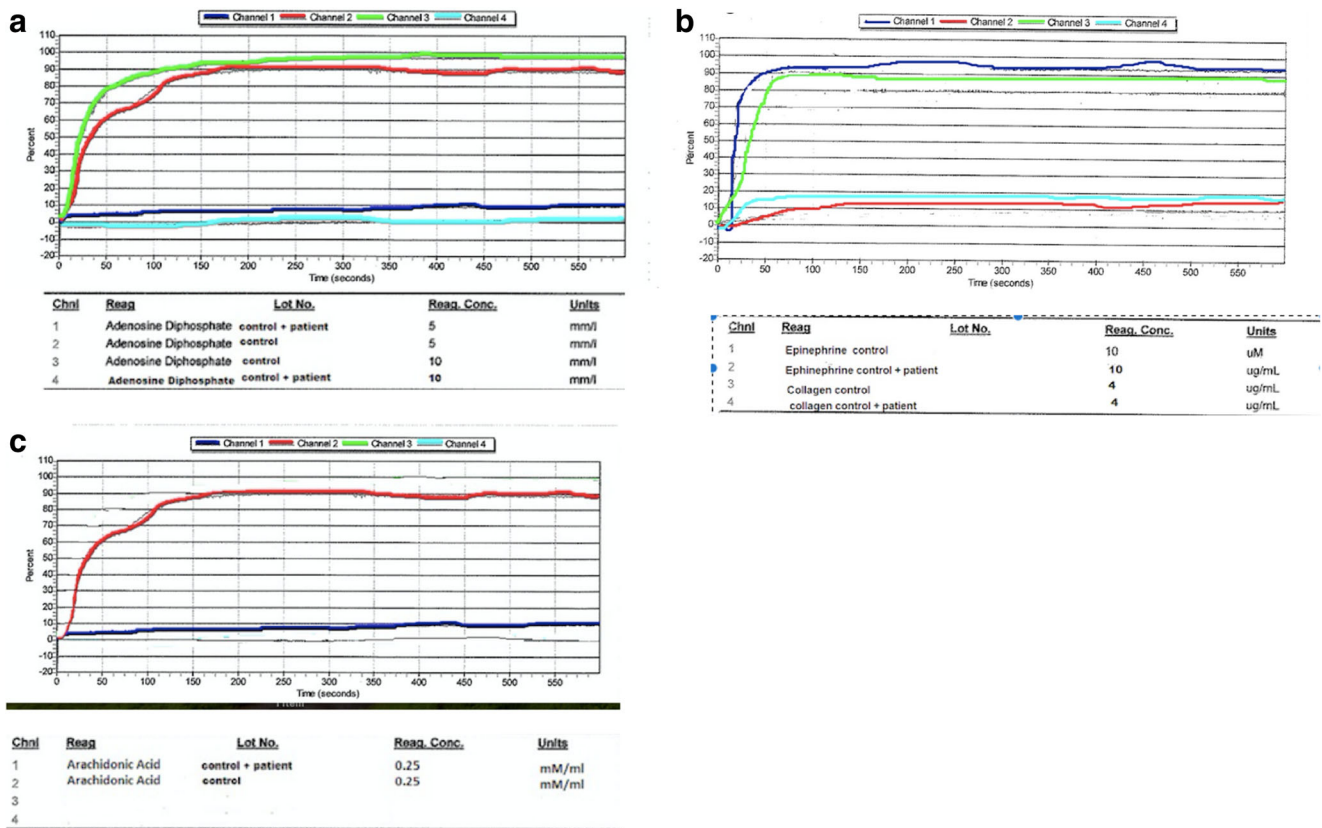 a
Channel 1 Channel 2 Channel 3 Channel 4
110
100
90
80
70
60
50
40
30
20
10
0
-10
-20
Percent
0 50 100 150 200 250 300 350 400 450 500 550
Time (seconds)
Chnl Reag Lot No. Reag. Conc. Units
1 Adenosine Diphosphate control + patient 5 mm/l
2 Adenosine Diphosphate control 5 mm/l
3 Adenosine Diphosphate control 10 mm/l
4 Adenosine Diphosphate control + patient 10 mm/l
b
Channel 1 Channel 2 Channel 3 Channel 4
110
100
90
80
70
60
50
40
30
20
10
0
-10
-20
Percent
0 50 100 150 200 250 300 350 400 450 500 550
Time (seconds)
Chnl Reag Lot No. Reag. Conc. Units
1 Epinephrine control 10 uM
2 Ephinephrine control + patient 10 ug/mL
3 Collagen control 4 ug/mL
4 collagen control + patient 4 ug/mL
c
Channel 1 Channel 2 Channel 3 Channel 4
110
100
90
80
70
60
50
40
30
20
10
0
-10
-20
Percent
0 50 100 150 200 250 300 350 400 450 500 550
Time (seconds)
Chnl Reag Lot No. Reag. Conc. Units
1 Arachidonic Acid control + patient 0.25 mM/ml
2 Arachidonic Acid control 0.25 mM/ml
3
4